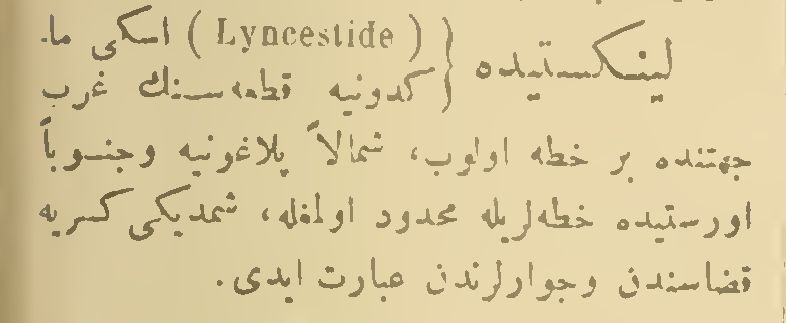 لینکستیده { ( Lyncestide ) اسکی ما-
کدونیه قطعه‌سنك غرب
جهتنده بر خطه اولوب، شمالاً پلاغونیه وجنوباً
اورستیده خطه‌لریله محدود اولمغله، شمدیکی کسریه
قضاسندن وجوارلرندن عبارت ایدی.